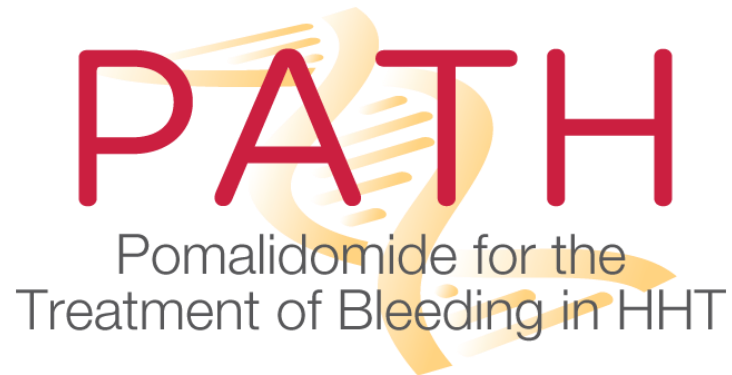 PATH
Pomalidomide for the
Treatment of Bleeding in HHT